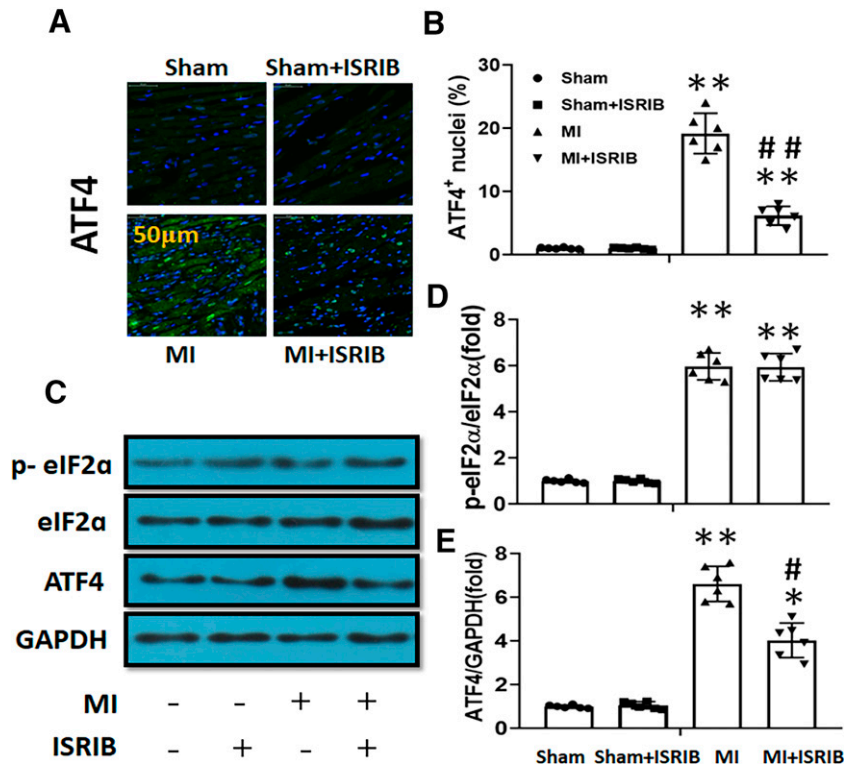 A
Sham Sham+ISRIB
ATF4
50μm
MI MI+ISRIB
B
ATF4+ nuclei (%)
30
20
10
0
Sham
Sham+ISRIB
MI
MI+ISRIB
**
##
**
C
p- eIF2α
eIF2α
ATF4
GAPDH
MI - - + +
ISRIB - + - +
D
p-eIF2α/eIF2α(fold)
8
6
4
2
0
**
**
E
ATF4/GAPDH(fold)
8
6
4
2
0
**
#
*
Sham Sham+ISRIB MI MI+ISRIB